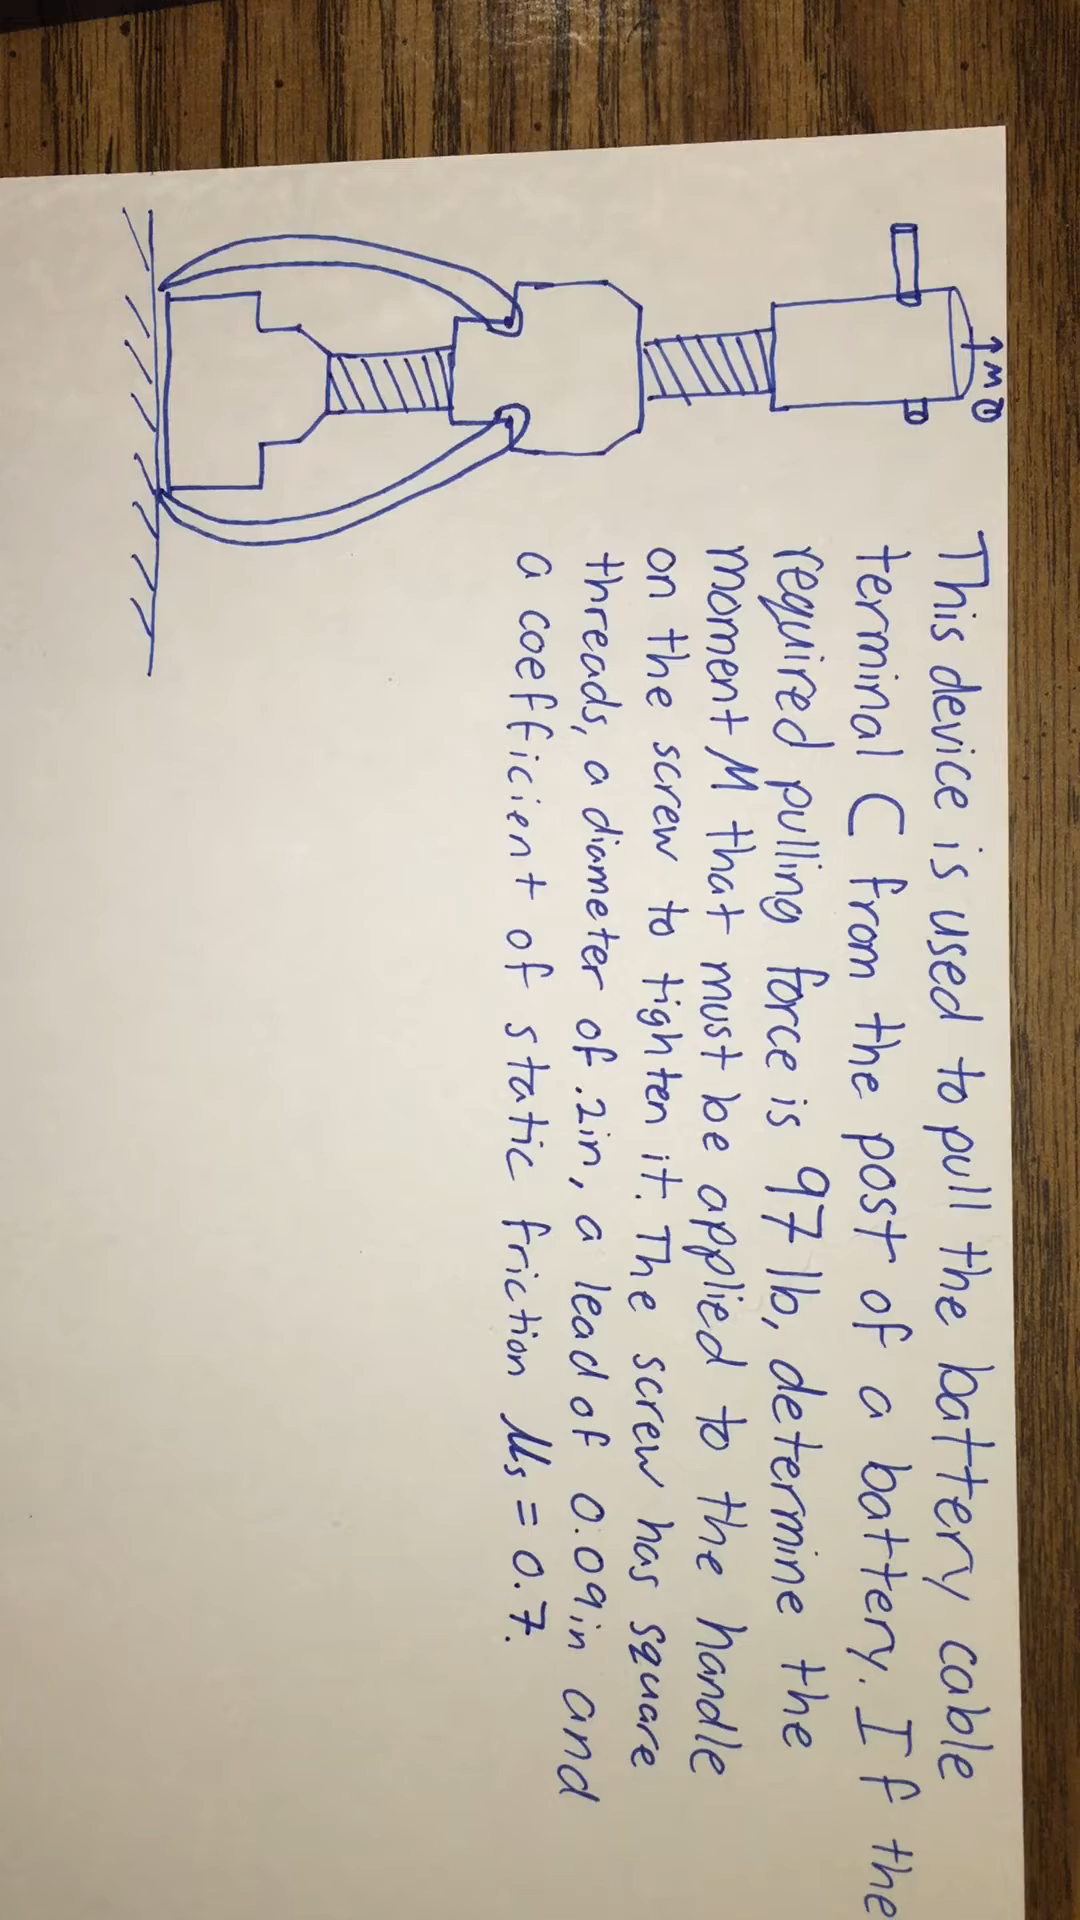 M
This device is used to pull the battery cable
terminal C from the post of a battery. If the
required pulling force is 97 lb, determine the
moment M that must be applied to the handle
on the screw to tighten it. The screw has square
threads, a diameter of .2in, a lead of 0.09in and
a coefficient of static friction μs = 0.7.